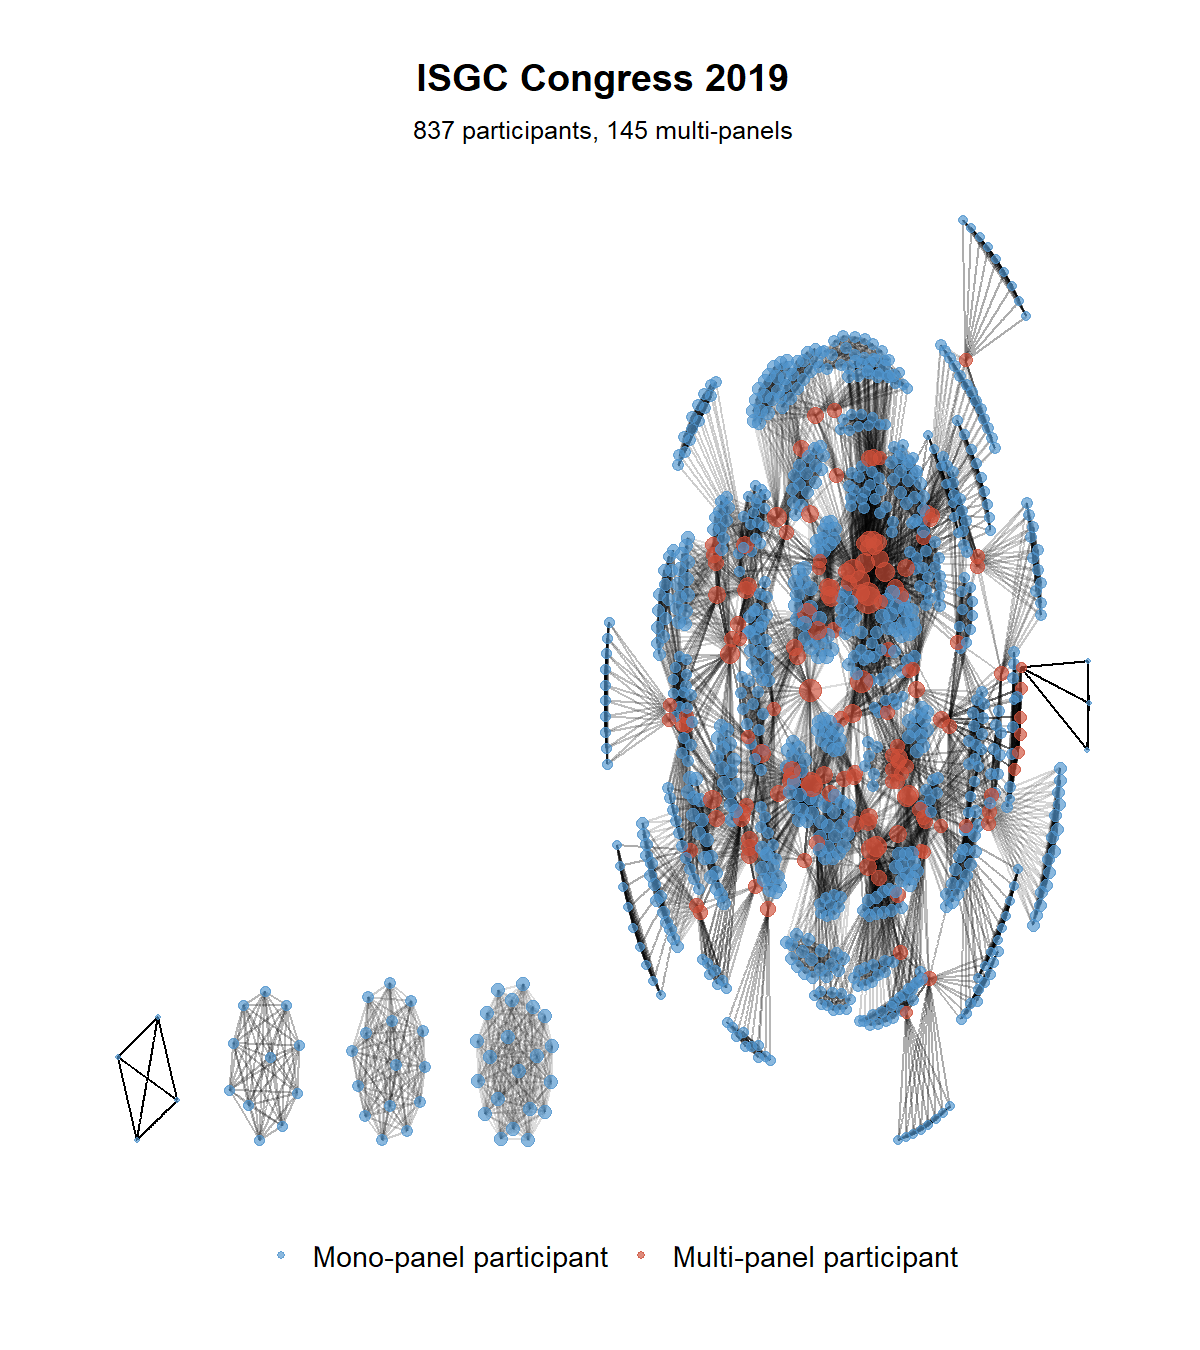 ISGC Congress 2019
837 participants, 145 multi-panels
Mono-panel participant
Multi-panel participant